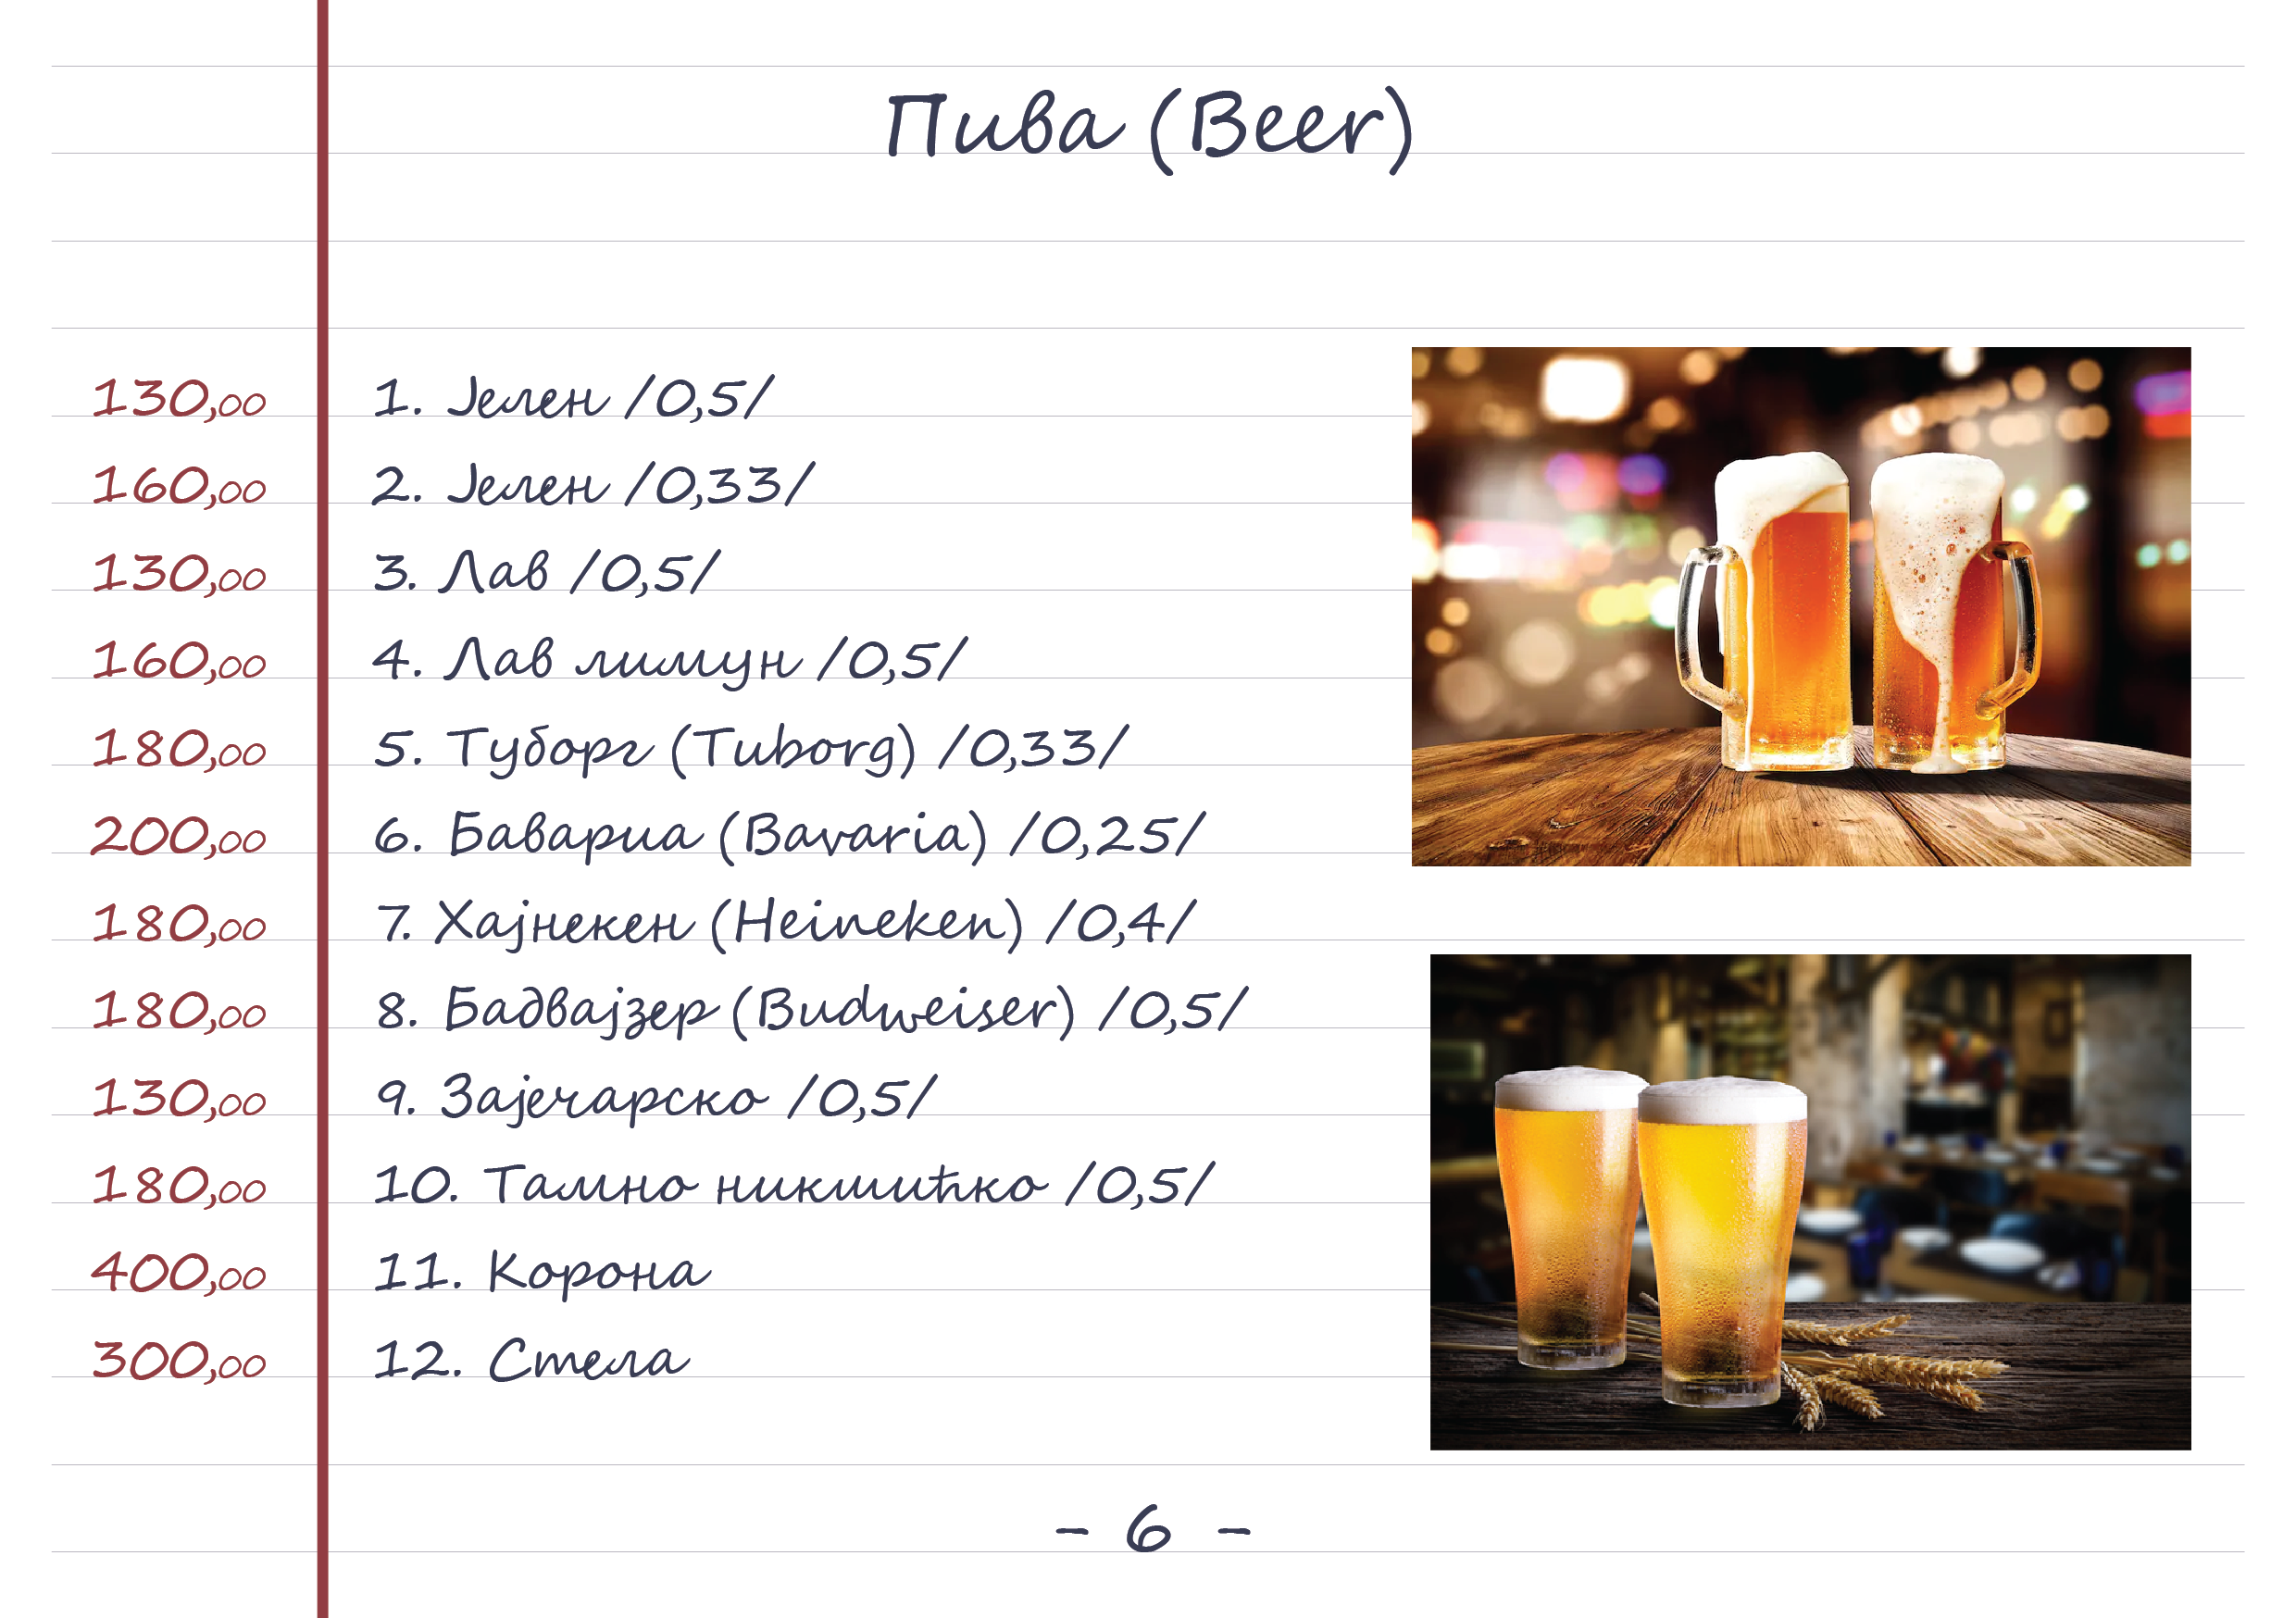 Пива (Beer)
130,00 1. Јелен /0,5/
160,00 2. Јелен /0,33/
130,00 3. Лав /0,5/
160,00 4. Лав лимун /0,5/
180,00 5. Туборг (Tuborg) /0,33/
200,00 6. Бавариа (Bavaria) /0,25/
180,00 7. Хајнекен (Heineken) /0,4/
180,00 8. Бадвајзер (Budweiser) /0,5/
130,00 9. Зајечарско /0,5/
180,00 10. Тамно никшићко /0,5/
400,00 11. Корона
300,00 12. Стела
- 6 -